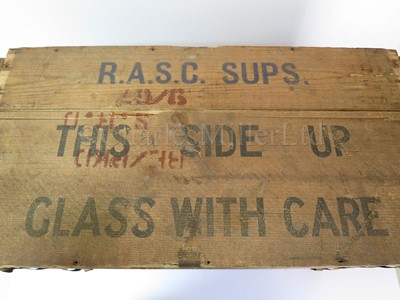 R.A.S.C. SUPS.
THIS SIDE UP
GLASS WITH CARE